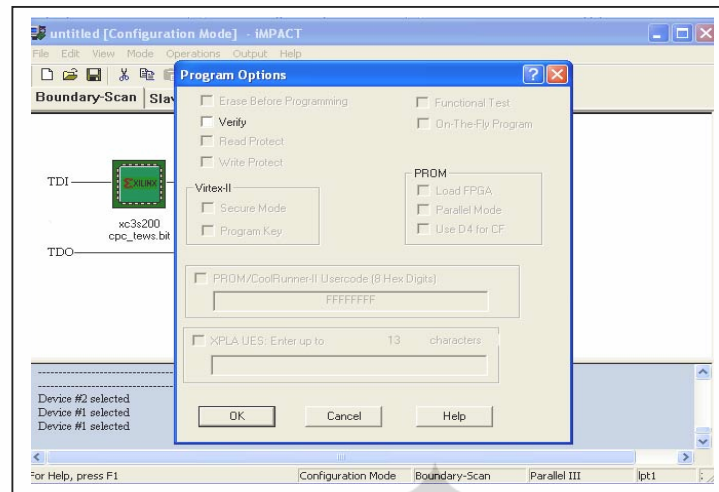 untitled [Configuration Mode] - iMPACT
File Edit View Mode Operations Output Help
Boundary-Scan Slav
Program Options
Erase Before Programming
Functional Test
Verify
On-The-Fly Program
Read Protect
Write Protect
Virtex-II
Secure Mode
Program Key
PROM
Load FPGA
Parallel Mode
Use D4 for CF
TDI
XILINX
xc3s200
cpc_tews.bit
TDO
PROM/CoolRunner-II Usercode (8 Hex Digits)
FFFFFFFF
XPLA UES: Enter up to 13 characters
OK Cancel Help
Device #2 selected
Device #1 selected
Device #1 selected
For Help, press F1 Configuration Mode Boundary-Scan Parallel III lpt1